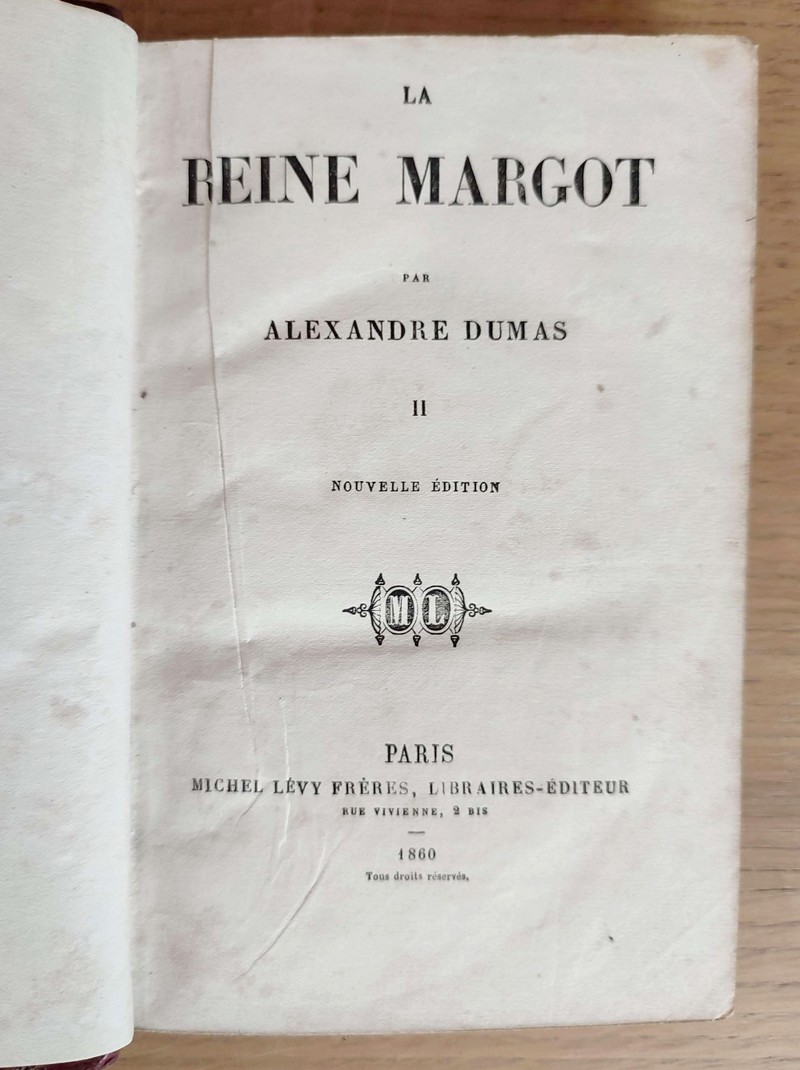 LA
REINE MARGOT
PAR
ALEXANDRE DUMAS
II
NOUVELLE ÉDITION
ML
PARIS
MICHEL LÉVY FRÈRES, LIBRAIRES-ÉDITEUR
RUE VIVIENNE, 2 BIS
1860
Tous droits réservés.